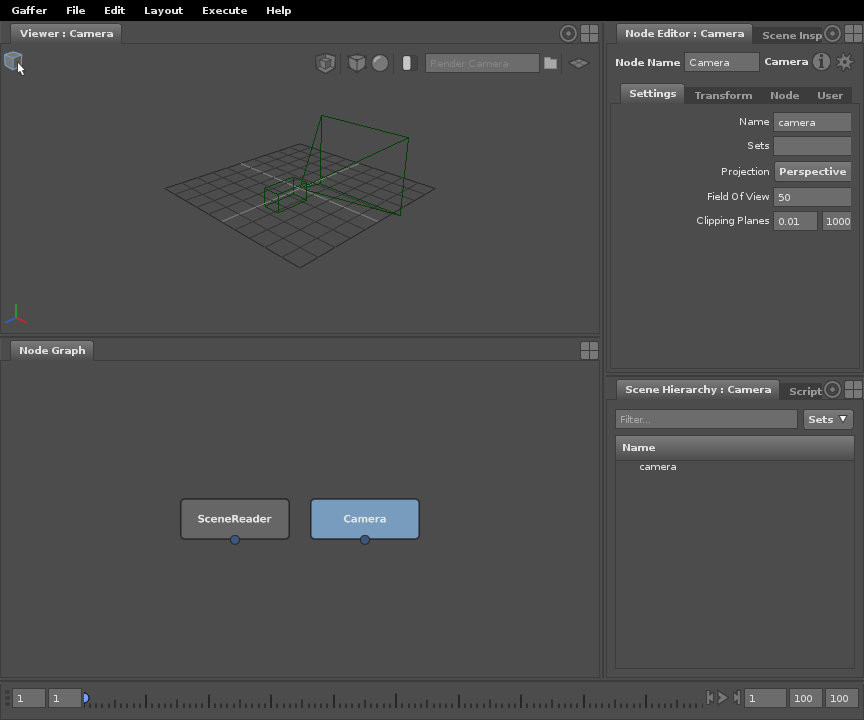 Gaffer File Edit Layout Execute Help
Viewer : Camera
Render Camera
Node Editor : Camera
Scene Insp
Node Name Camera Camera
Settings Transform Node User
Name camera
Sets
Projection Perspective
Field Of View 50
Clipping Planes 0.01 1000
Node Graph
SceneReader
Camera
Scene Hierarchy : Camera
Script
Filter...
Sets
Name
camera
1 1 1 100 100